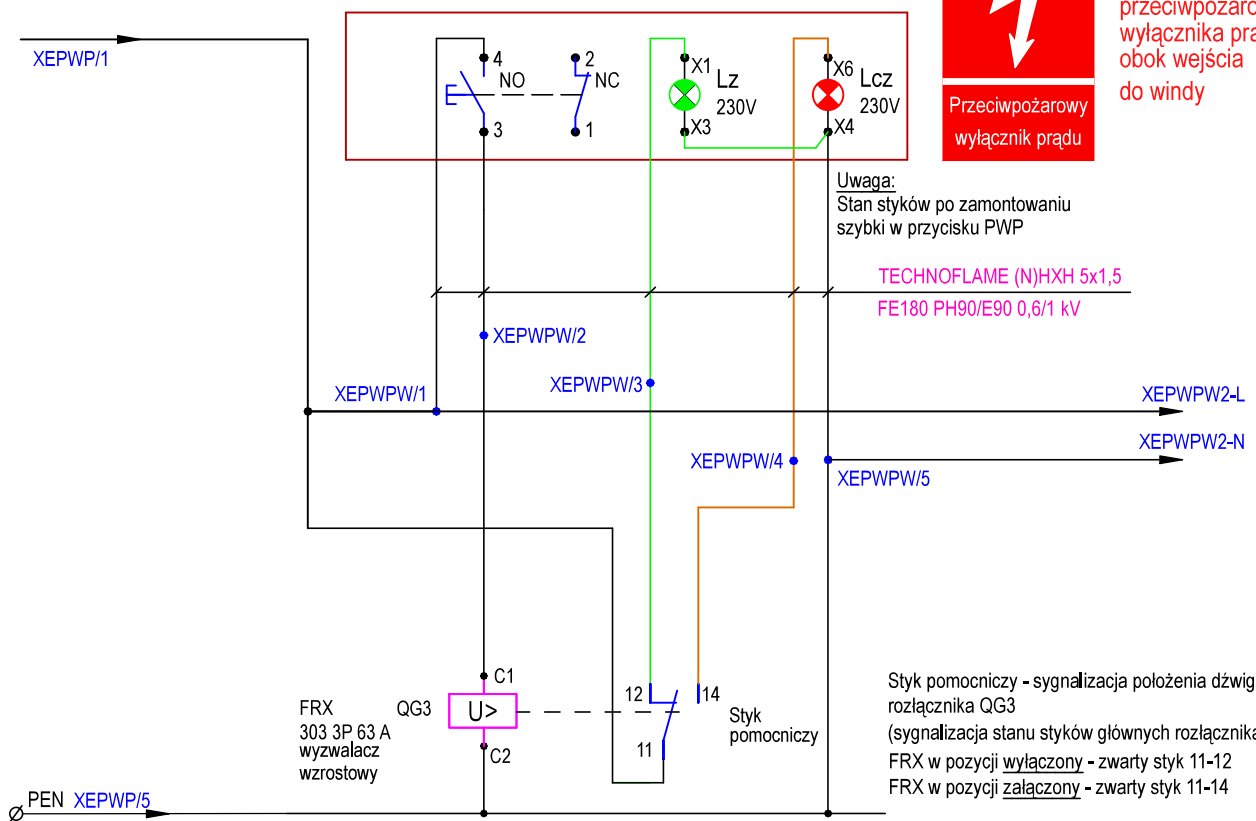 XEPWP/1
4
NO
3
2
NC
1
X1
Lz
230V
X3
X6
Lcz
230V
X4
Przeciwpożarowy
wyłącznik prądu
wyłącznika
obok wejścia
do windy
Uwaga:
Stan styków po zamontowaniu
szybki w przycisku PWP
TECHNOFLAME (N)HXH 5x1,5
FE180 PH90/E90 0,6/1 kV
XEPWPW/2
XEPWPW/3
XEPWPW/1
XEPWPW2-L
XEPWPW2-N
XEPWPW/4
XEPWPW/5
C1
FRX
303 3P 63 A
wyzwalacz
wzrostowy
QG3
U>
C2
12
14
11
Styk
pomocniczy
Styk pomocniczy - sygnalizacja położenia
rozłącznika QG3
(sygnalizacja stanu styków głównych
FRX w pozycji wyłączony - zwarty styk 11-12
FRX w pozycji załączony - zwarty styk 11-14
PEN XEPWP/5